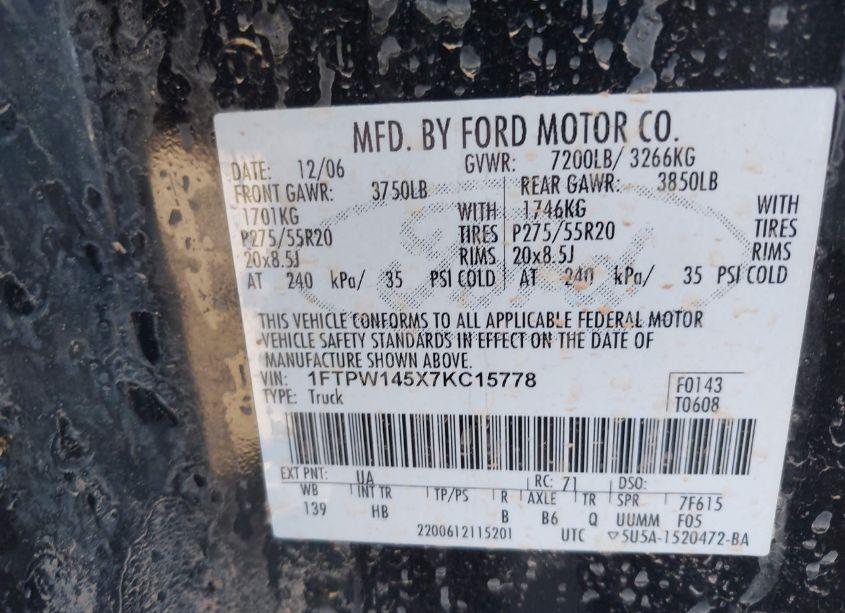 MFD. BY FORD MOTOR CO.
DATE: 12/06 GVWR: 7200LB/ 3266KG
FRONT GAWR: 3750LB REAR GAWR: 3850LB
1701KG WITH 1746KG WITH
P275/55R20 TIRES P275/55R20 TIRES
20x8.5J RIMS 20x8.5J RIMS
AT 240 kPa/ 35 PSI COLD AT 240 kPa/ 35 PSI COLD
THIS VEHICLE CONFORMS TO ALL APPLICABLE FEDERAL MOTOR
VEHICLE SAFETY STANDARDS IN EFFECT ON THE DATE OF
MANUFACTURE SHOWN ABOVE.
VIN: 1FTPW145X7KC15778 F0143
TYPE: Truck T0608
EXT PNT: UA RC: 71 DSO:
WB INT TR TP/PS R AXLE TR SPR 7F615
139 HB B B6 Q UUMM F05
2200612115201 UTC ▽5U5A-1520472-BA
Ford